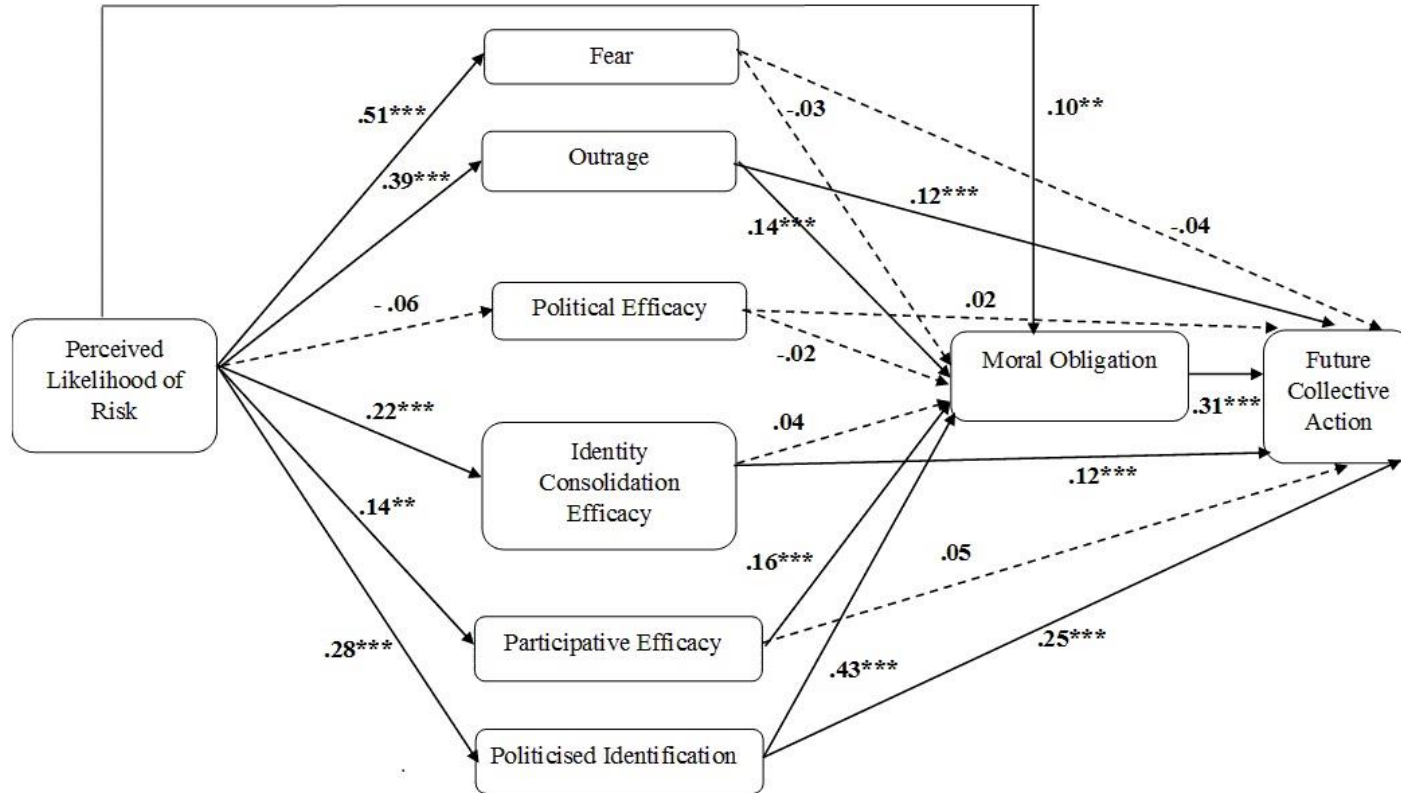 Fear
.51***
-.03
.10**
Outrage
.39***
.12***
.14***
-.04
- .06
Political Efficacy
.02
-.02
Perceived
Likelihood of
Risk
Moral Obligation
Future
Collective
Action
.31***
.22***
.04
Identity
Consolidation
Efficacy
.12***
.14**
.16***
.05
Participative Efficacy
.28***
.43***
.25***
Politicised Identification